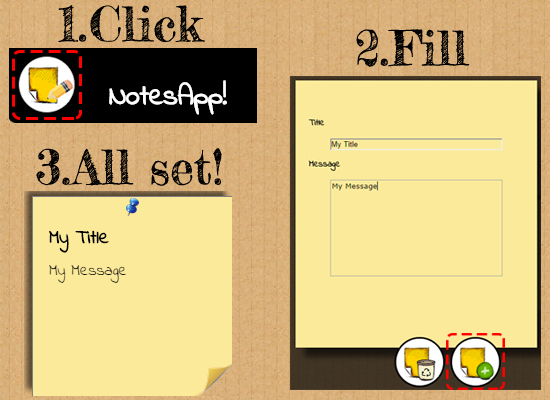 1.Click
NotesApp!
2.Fill
Title
My Title
Message
My Message
3.All set!
My Title
My Message